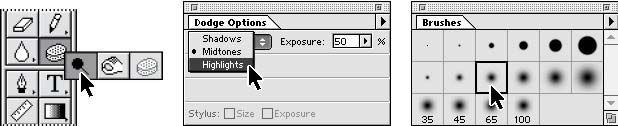 T
Dodge Options
Shadows
Midtones
Exposure: 50 %
Highlights
Stylus: Size Exposure
Brushes
35 45 65 100